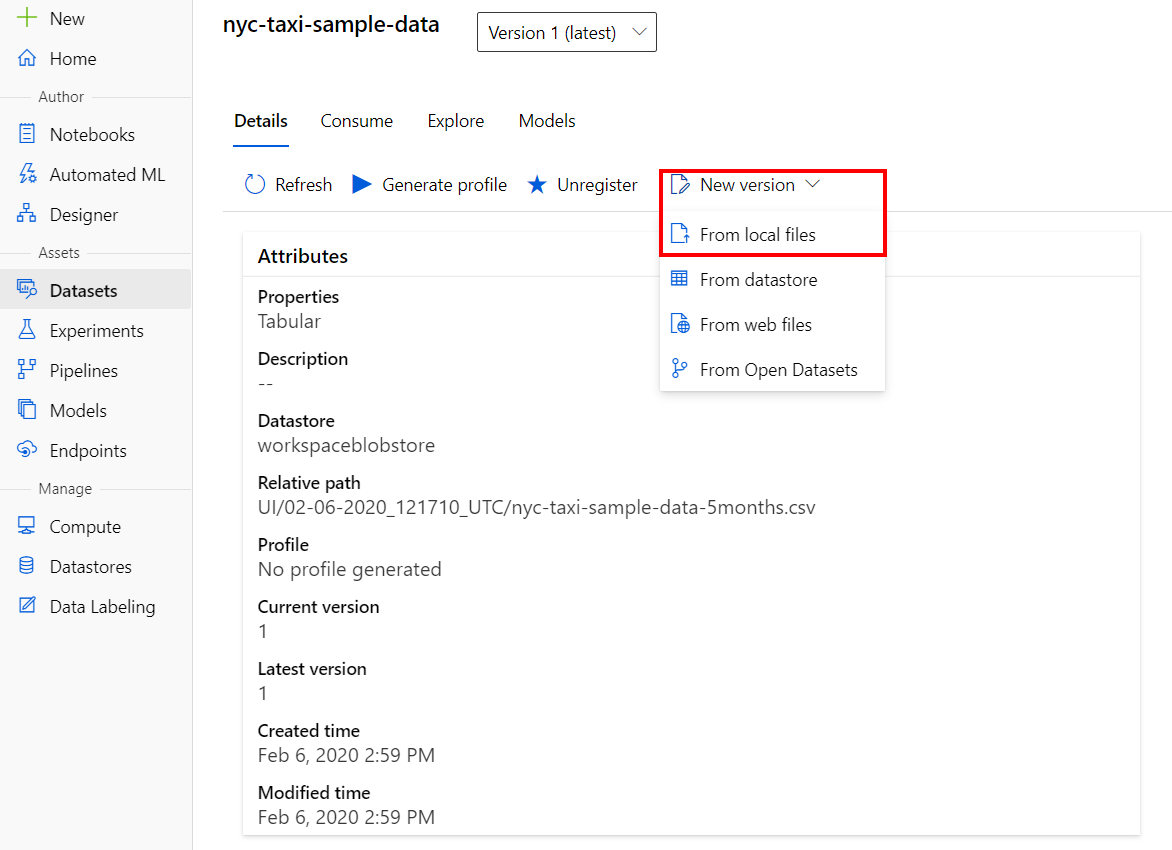 New
Home
Author
Notebooks
Automated ML
Designer
Assets
Datasets
Experiments
Pipelines
Models
Endpoints
Manage
Compute
Datastores
Data Labeling
nyc-taxi-sample-data
Version 1 (latest)
Details Consume Explore Models
Refresh Generate profile Unregister New version
From local files
From datastore
From web files
From Open Datasets
Attributes
Properties
Tabular
Description
--
Datastore
workspaceblobstore
Relative path
UI/02-06-2020_121710_UTC/nyc-taxi-sample-data-5months.csv
Profile
No profile generated
Current version
1
Latest version
1
Created time
Feb 6, 2020 2:59 PM
Modified time
Feb 6, 2020 2:59 PM